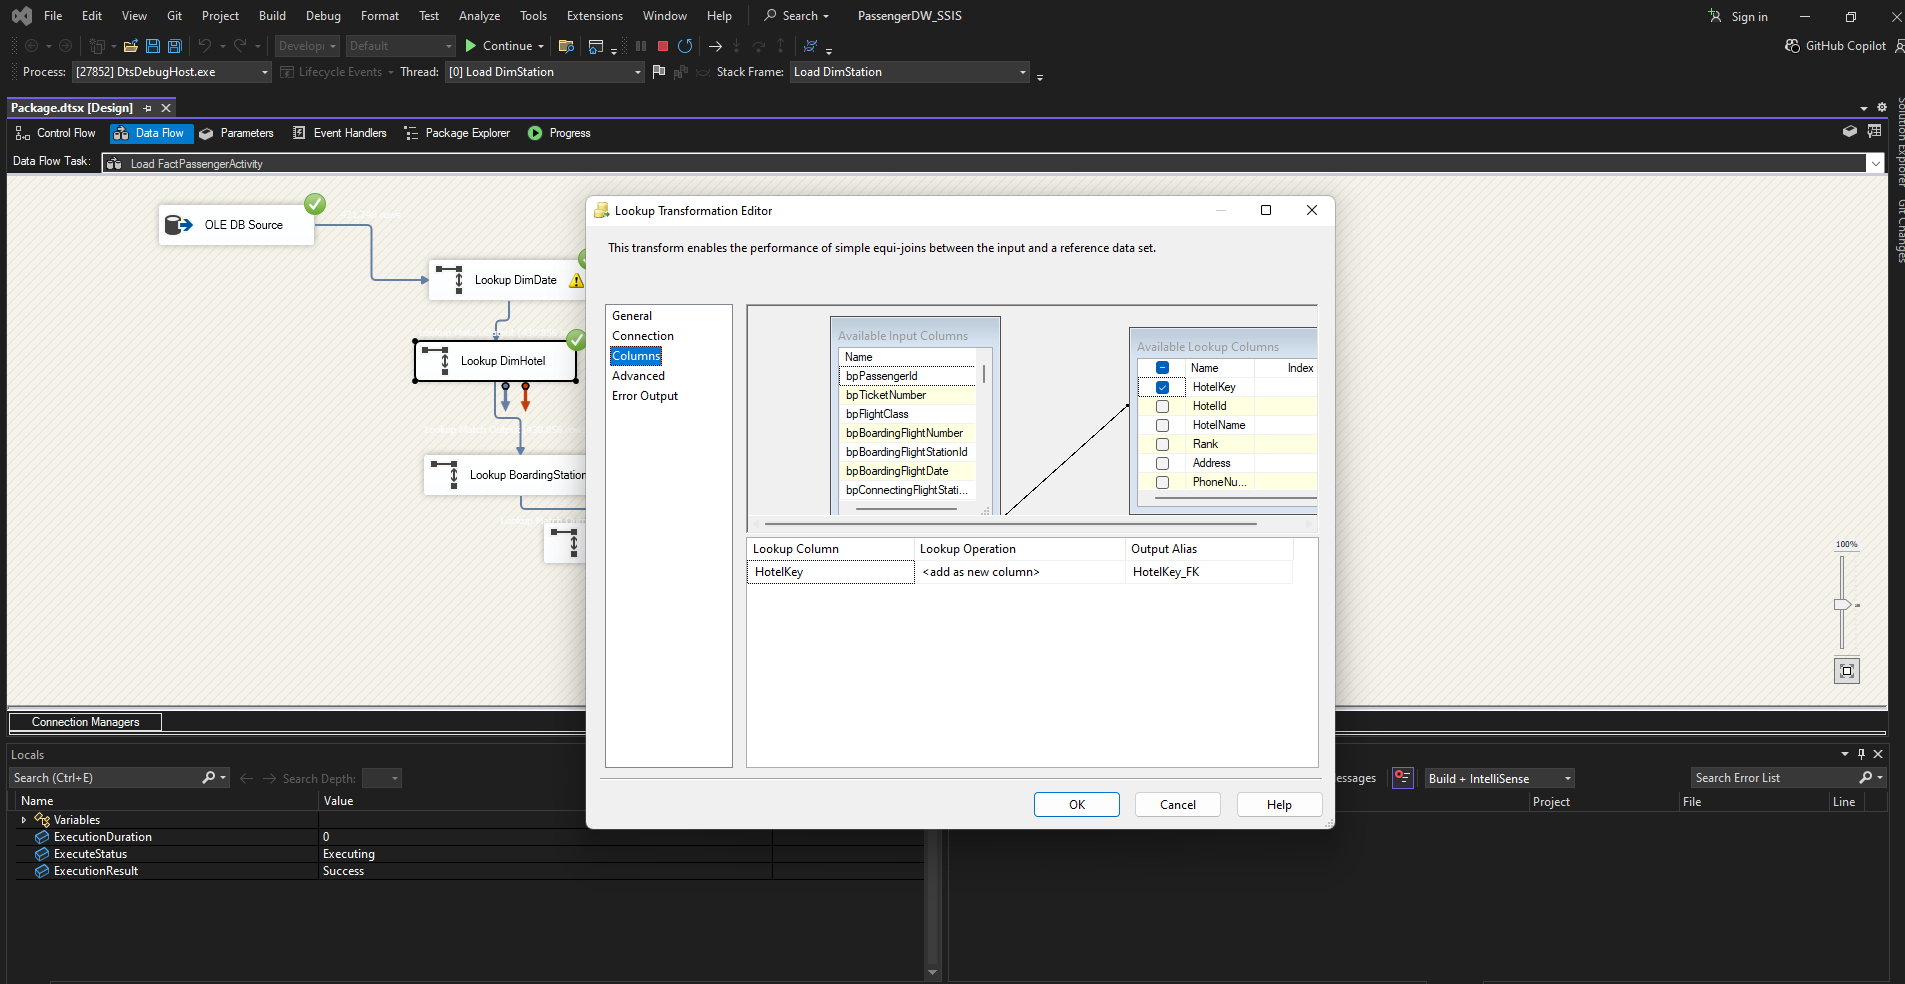 File Edit View Git Project Build Debug Format Test Analyze Tools Extensions Window Help Search PassengerDW_SSIS Sign in
Develop Default Continue GitHub Copilot
Process: [27852] DtsDebugHost.exe Lifecycle Events Thread: [0] Load DimStation Stack Frame: Load DimStation
Package.dtsx [Design]
Control Flow Data Flow Parameters Event Handlers Package Explorer Progress
Data Flow Task: Load FactPassengerActivity
Solution Explorer
Git Changes
OLE DB Source
Lookup DimDate
Lookup DimHotel
Lookup BoardingStation
Lookup Transformation Editor
This transform enables the performance of simple equi-joins between the input and a reference data set.
General
Connection
Columns
Advanced
Error Output
Available Input Columns
Name
bpPassengerId
bpTicketNumber
bpFlightClass
bpBoardingFlightNumber
bpBoardingFlightStationId
bpBoardingFlightDate
bpConnectingFlightStati...
Available Lookup Columns
Name Index
HotelKey
HotelId
HotelName
Rank
Address
PhoneNu...
Lookup Column Lookup Operation Output Alias
HotelKey <add as new column> HotelKey_FK
OK Cancel Help
100%
Connection Managers
Locals
Search (Ctrl+E) Search Depth:
Name Value
Variables
ExecutionDuration 0
ExecuteStatus Executing
ExecutionResult Success
essages Build + IntelliSense Search Error List
Project File Line